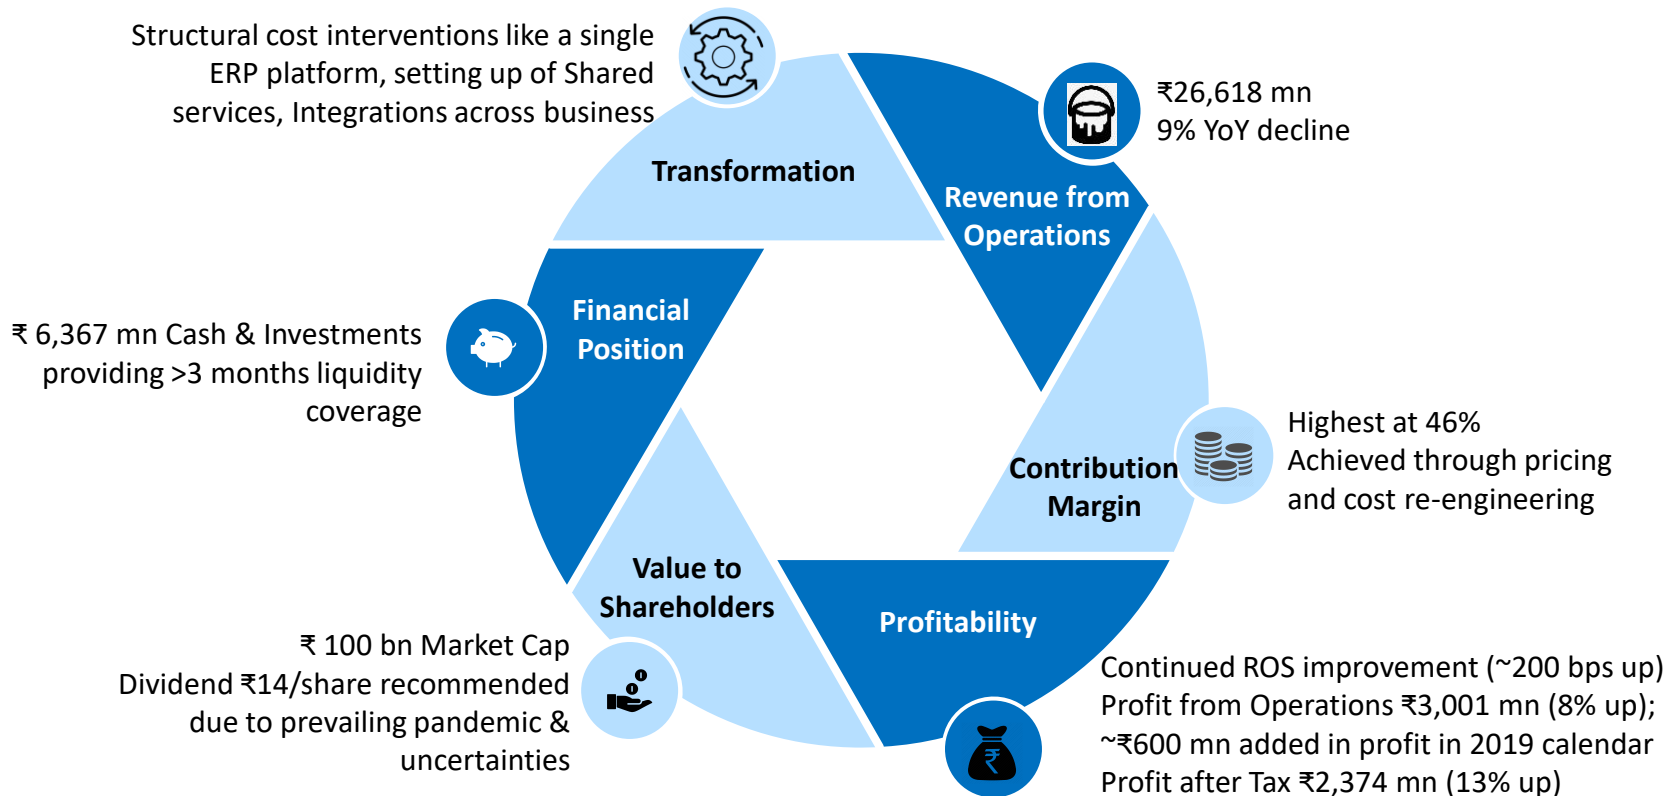 Structural cost interventions like a single
ERP platform, setting up of Shared
services, Integrations across business
Transformation
₹26,618 mn
9% YoY decline
Revenue from
Operations
Financial
Position
₹ 6,367 mn Cash & Investments
providing >3 months liquidity
coverage
Highest at 46%
Achieved through pricing
and cost re-engineering
Contribution
Margin
Value to
Shareholders
Profitability
₹ 100 bn Market Cap
Dividend ₹14/share recommended
due to prevailing pandemic &
uncertainties
Continued ROS improvement (~200 bps up)
Profit from Operations ₹3,001 mn (8% up);
~₹600 mn added in profit in 2019 calendar
Profit after Tax ₹2,374 mn (13% up)
₹